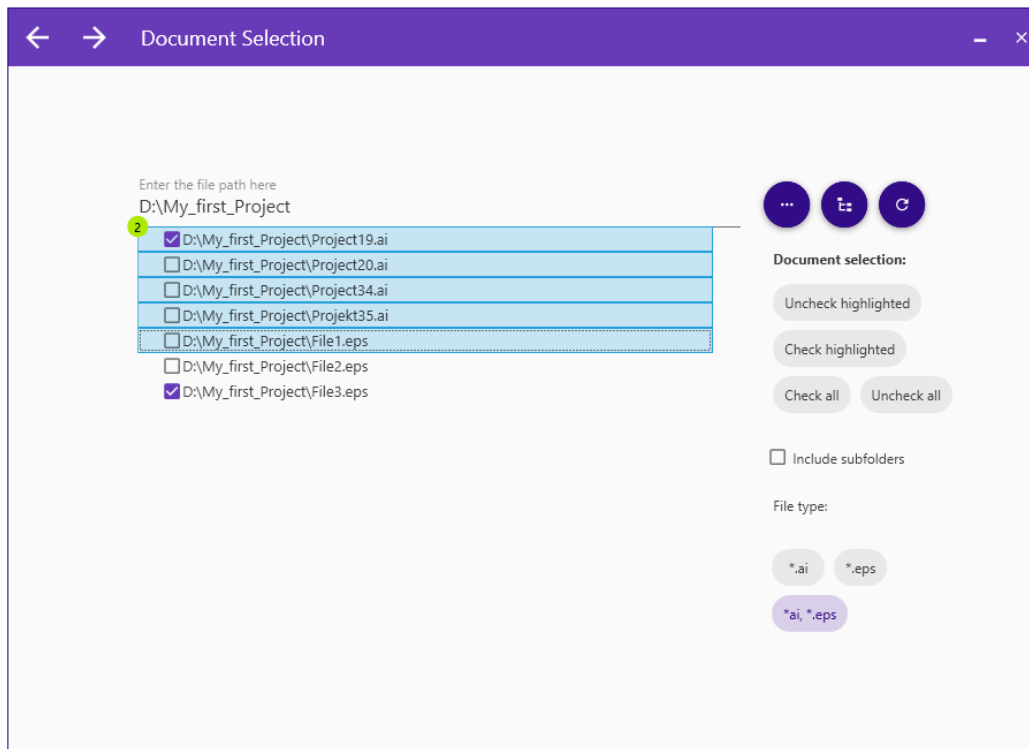 Document Selection
Enter the file path here
D:\My_first_Project
2
D:\My_first_Project\Project19.ai
D:\My_first_Project\Project20.ai
D:\My_first_Project\Project34.ai
D:\My_first_Project\Projekt35.ai
D:\My_first_Project\File1.eps
D:\My_first_Project\File2.eps
D:\My_first_Project\File3.eps
Document selection:
Uncheck highlighted
Check highlighted
Check all Uncheck all
Include subfolders
File type:
*.ai *.eps
*ai, *.eps